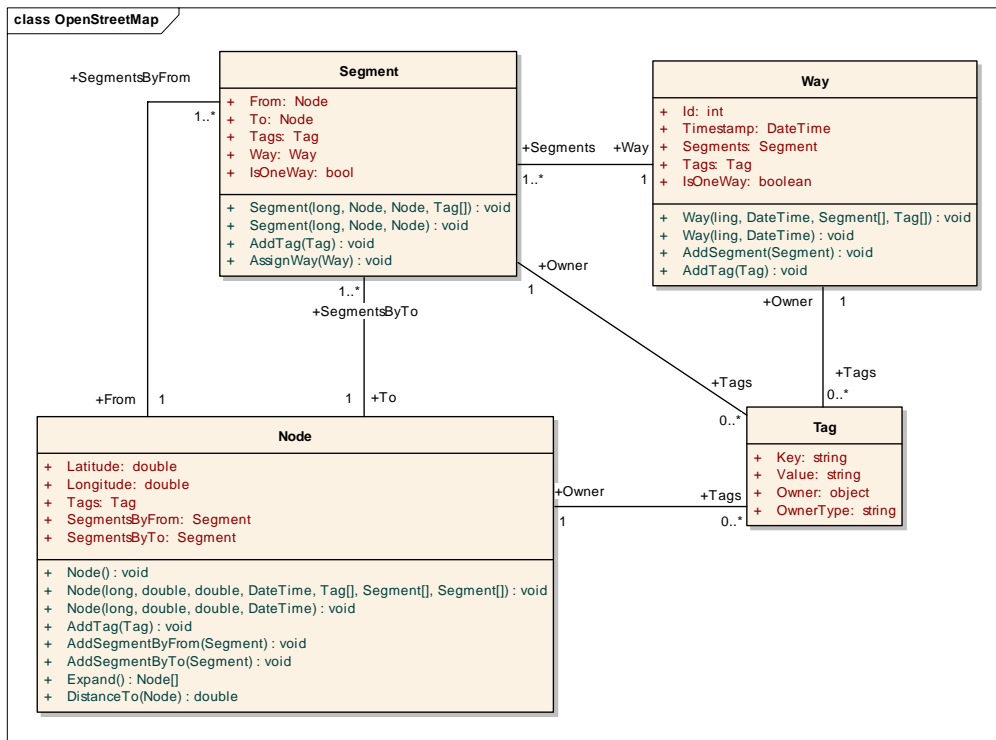 class OpenStreetMap
+SegmentsByFrom
1..*
Segment
+ From: Node
+ To: Node
+ Tags: Tag
+ Way: Way
+ IsOneWay: bool
+ Segment(long, Node, Node, Tag[]) : void
+ Segment(long, Node, Node) : void
+ AddTag(Tag) : void
+ AssignWay(Way) : void
+Segments +Way
1..* 1
Way
+ Id: int
+ Timestamp: DateTime
+ Segments: Segment
+ Tags: Tag
+ IsOneWay: boolean
+ Way(ling, DateTime, Segment[], Tag[]) : void
+ Way(ling, DateTime) : void
+ AddSegment(Segment) : void
+ AddTag(Tag) : void
+Owner
1
+Owner 1
1..*
+SegmentsByTo
+Tags
0..*
+Tags
0..*
+From 1
1 +To
Node
+ Latitude: double
+ Longitude: double
+ Tags: Tag
+ SegmentsByFrom: Segment
+ SegmentsByTo: Segment
+ Node() : void
+ Node(long, double, double, DateTime, Tag[], Segment[], Segment[]) : void
+ Node(long, double, double, DateTime) : void
+ AddTag(Tag) : void
+ AddSegmentByFrom(Segment) : void
+ AddSegmentByTo(Segment) : void
+ Expand() : Node[]
+ DistanceTo(Node) : double
+Owner +Tags
1 0..*
Tag
+ Key: string
+ Value: string
+ Owner: object
+ OwnerType: string